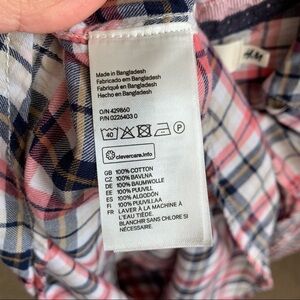 Made in Bangladesh
Fabricado em Bangladesh
Fabriqué en Bangladesh
Hecho en Bangladesh
O/N 429860
P/N 0226403 0
40
P
clevercare.info
GB 100% COTTON
CZ 100% BAVLNA
DE 100% BAUMWOLLE
EE 100% PUUVILL
ES 100% ALGODÓN
FI 100% PUUVILLAA
FR LAVER À LA MACHINE À
L'EAU TIÈDE.
BLANCHIR SANS CHLORE SI
NÉCESSAIRE.